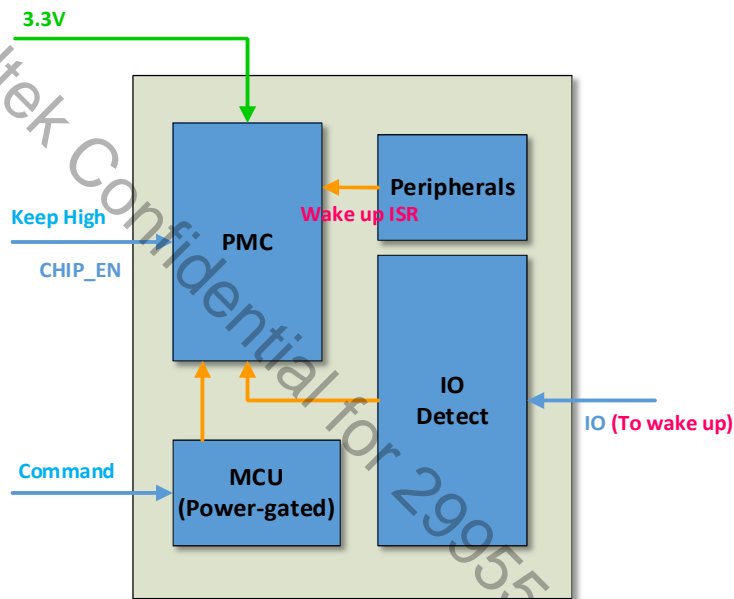 3.3V
Peripherals
Wake up ISR
Keep High
PMC
CHIP_EN
IO
Detect
IO (To wake up)
Command
MCU
(Power-gated)
Confidential for 29955